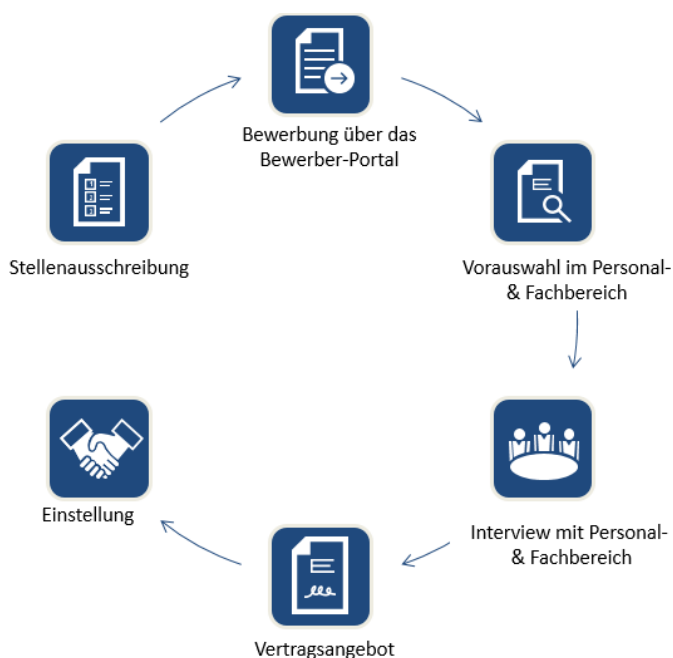 Bewerbung über das
Bewerber-Portal
Stellenausschreibung
Vorauswahl im Personal-
& Fachbereich
Einstellung
Interview mit Personal-
& Fachbereich
Vertragsangebot